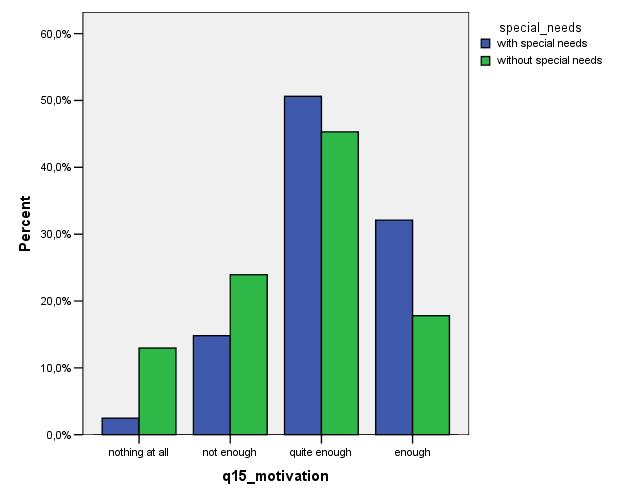 special_needs
with special needs
without special needs
60,0%
50,0%
40,0%
30,0%
20,0%
10,0%
0,0%
Percent
nothing at all
not enough
quite enough
enough
q15_motivation